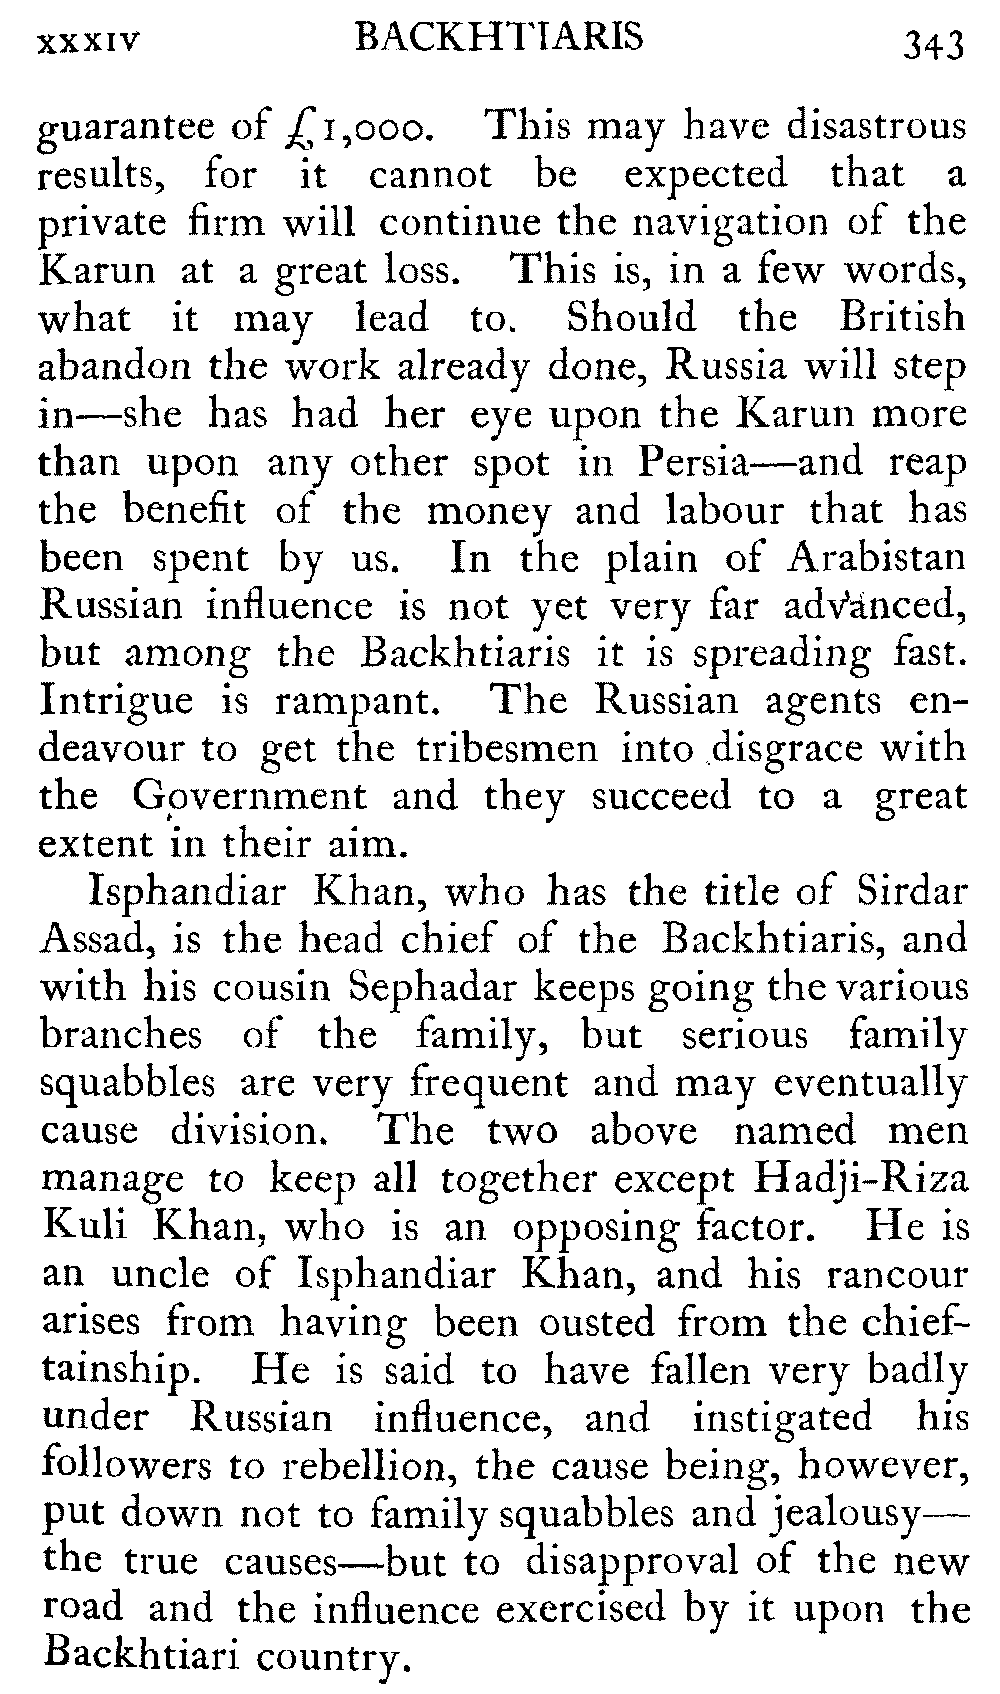 xxxiv BACKHTIARIS 343
guarantee of £1,000. This may have disastrous
results, for it cannot be expected that a
private firm will continue the navigation of the
Karun at a great loss. This is, in a few words,
what it may lead to. Should the British
abandon the work already done, Russia will step
in—she has had her eye upon the Karun more
than upon any other spot in Persia—and reap
the benefit of the money and labour that has
been spent by us. In the plain of Arabistan
Russian influence is not yet very far advanced,
but among the Backhtiaris it is spreading fast.
Intrigue is rampant. The Russian agents en-
deavour to get the tribesmen into disgrace with
the Government and they succeed to a great
extent in their aim.
Isphandiar Khan, who has the title of Sirdar
Assad, is the head chief of the Backhtiaris, and
with his cousin Sephadar keeps going the various
branches of the family, but serious family
squabbles are very frequent and may eventually
cause division. The two above named men
manage to keep all together except Hadji-Riza
Kuli Khan, who is an opposing factor. He is
an uncle of Isphandiar Khan, and his rancour
arises from having been ousted from the chief-
tainship. He is said to have fallen very badly
under Russian influence, and instigated his
followers to rebellion, the cause being, however,
put down not to family squabbles and jealousy—
the true causes—but to disapproval of the new
road and the influence exercised by it upon the
Backhtiari country.